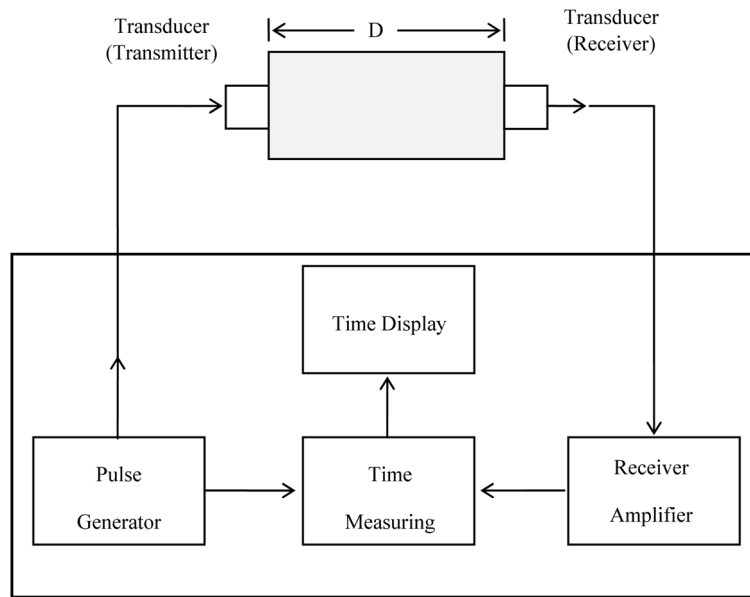 Transducer
(Transmitter)
D
Transducer
(Receiver)
Time Display
Pulse
Generator
Time
Measuring
Receiver
Amplifier